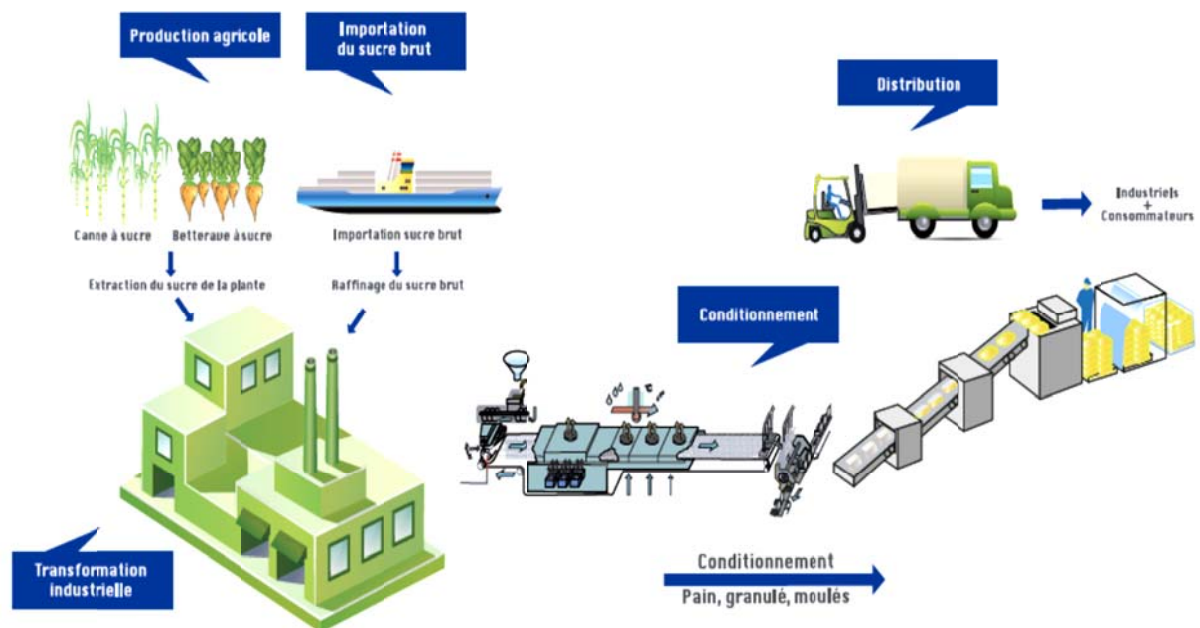 Production agricole
Importation
du sucre brut
Distribution
Canne à sucre
Betterave à sucre
Importation sucre brut
Industriels
+
Consommateurs
Extraction du sucre de la plante
Raffinage du sucre brut
Conditionnement
Transformation
industrielle
Conditionnement
Pain, granulé, moulés